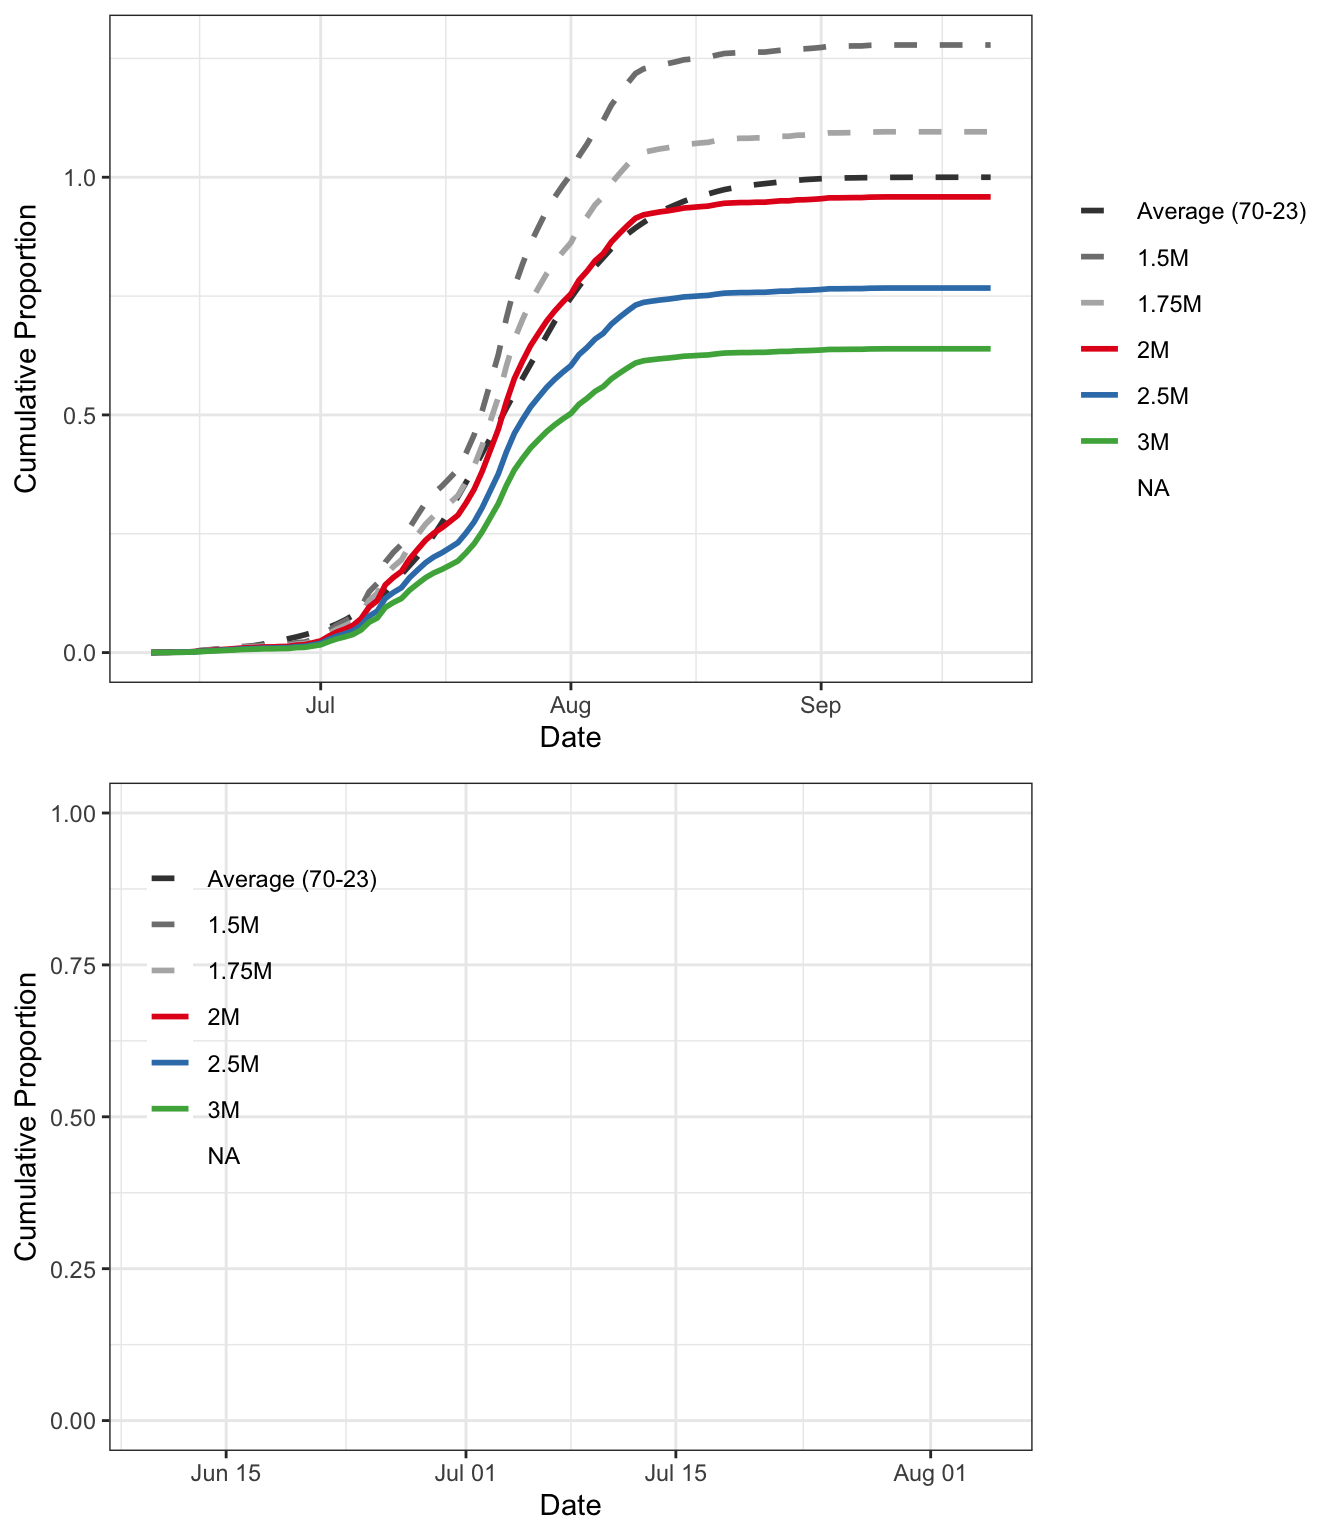 Cumulative Proportion
1.0
0.5
0.0
Jul
Aug
Sep
Date
Average (70-23)
1.5M
1.75M
2M
2.5M
3M
NA
Cumulative Proportion
1.00
0.75
0.50
0.25
0.00
Average (70-23)
1.5M
1.75M
2M
2.5M
3M
NA
Jun 15
Jul 01
Jul 15
Aug 01
Date